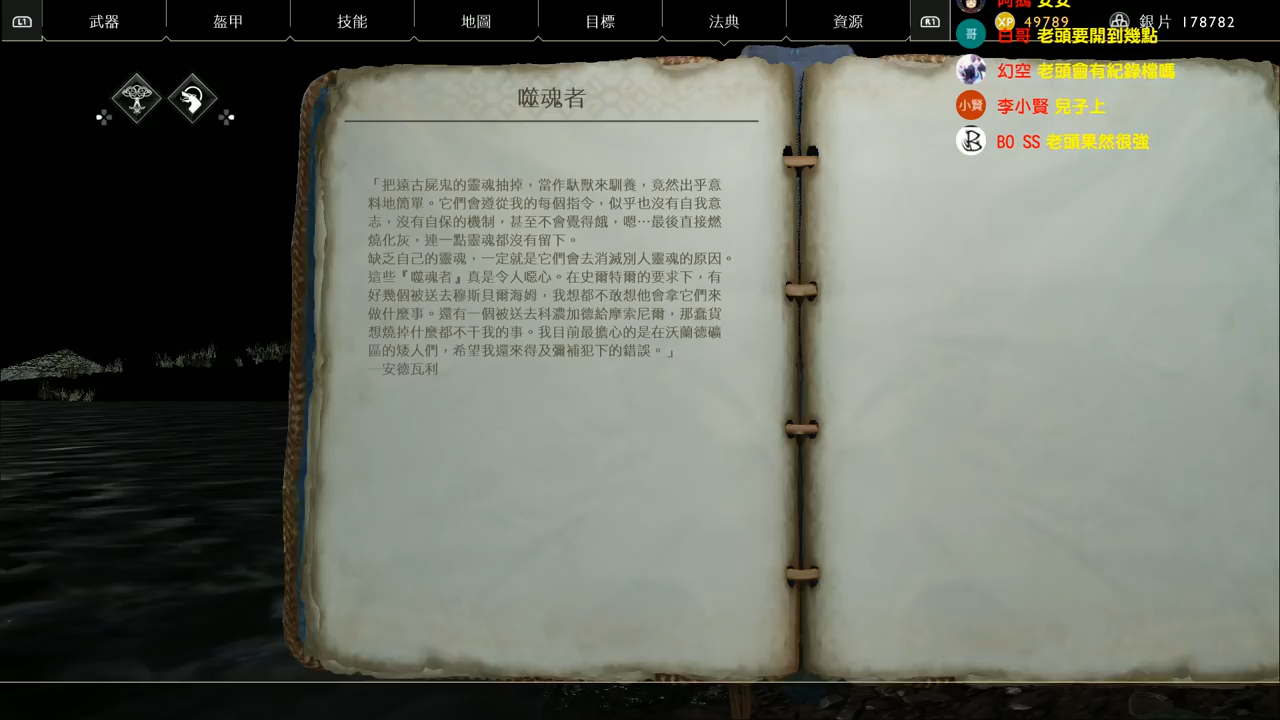 L1 武器 盔甲 技能 地圖 目標 法典 資源 R1 XP 49789 銀片 178782
哥 白哥 老頭要開到幾點
幻空 老頭會有紀錄檔嗎
小賢 李小賢 兒子上
BO SS 老頭果然很強
噬魂者
「把遠古屍鬼的靈魂抽掉，當作馱獸來馴養，竟然出乎意
料地簡單。它們會遵從我的每個指令，似乎也沒有自我意
志，沒有自保的機制，甚至不會覺得餓，嗯…最後直接燃
燒化灰，連一點靈魂都沒有留下。
缺乏自己的靈魂，一定就是它們會去消滅別人靈魂的原因。
這些『噬魂者』真是令人噁心。在史爾特爾的要求下，有
好幾個被送去穆斯貝爾海姆，我想都不敢想他會拿它們來
做什麼事。還有一個被送去科濃加德給摩索尼爾，那蠢貨
想燒掉什麼都不干我的事。我目前最擔心的是在沃蘭德礦
區的矮人們，希望我還來得及彌補犯下的錯誤。」
—安德瓦利